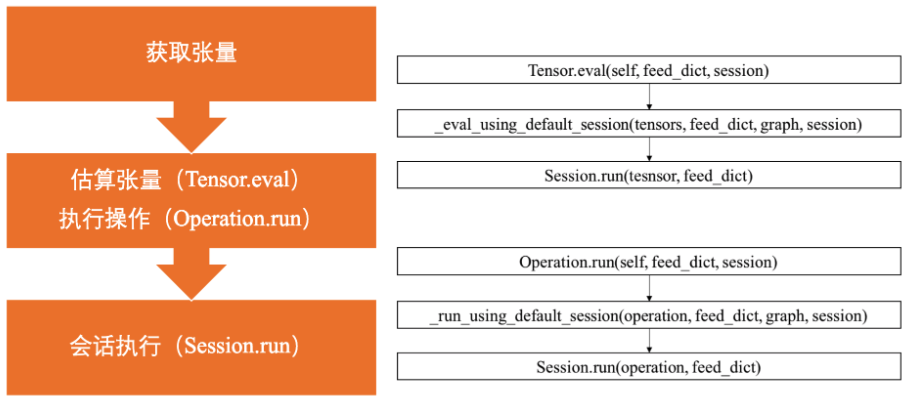 获取张量
估算张量（Tensor.eval）
执行操作（Operation.run）
会话执行（Session.run）
Tensor.eval(self, feed_dict, session)
_eval_using_default_session(tensors, feed_dict, graph, session)
Session.run(tesnsor, feed_dict)
Operation.run(self, feed_dict, session)
_run_using_default_session(operation, feed_dict, graph, session)
Session.run(operation, feed_dict)